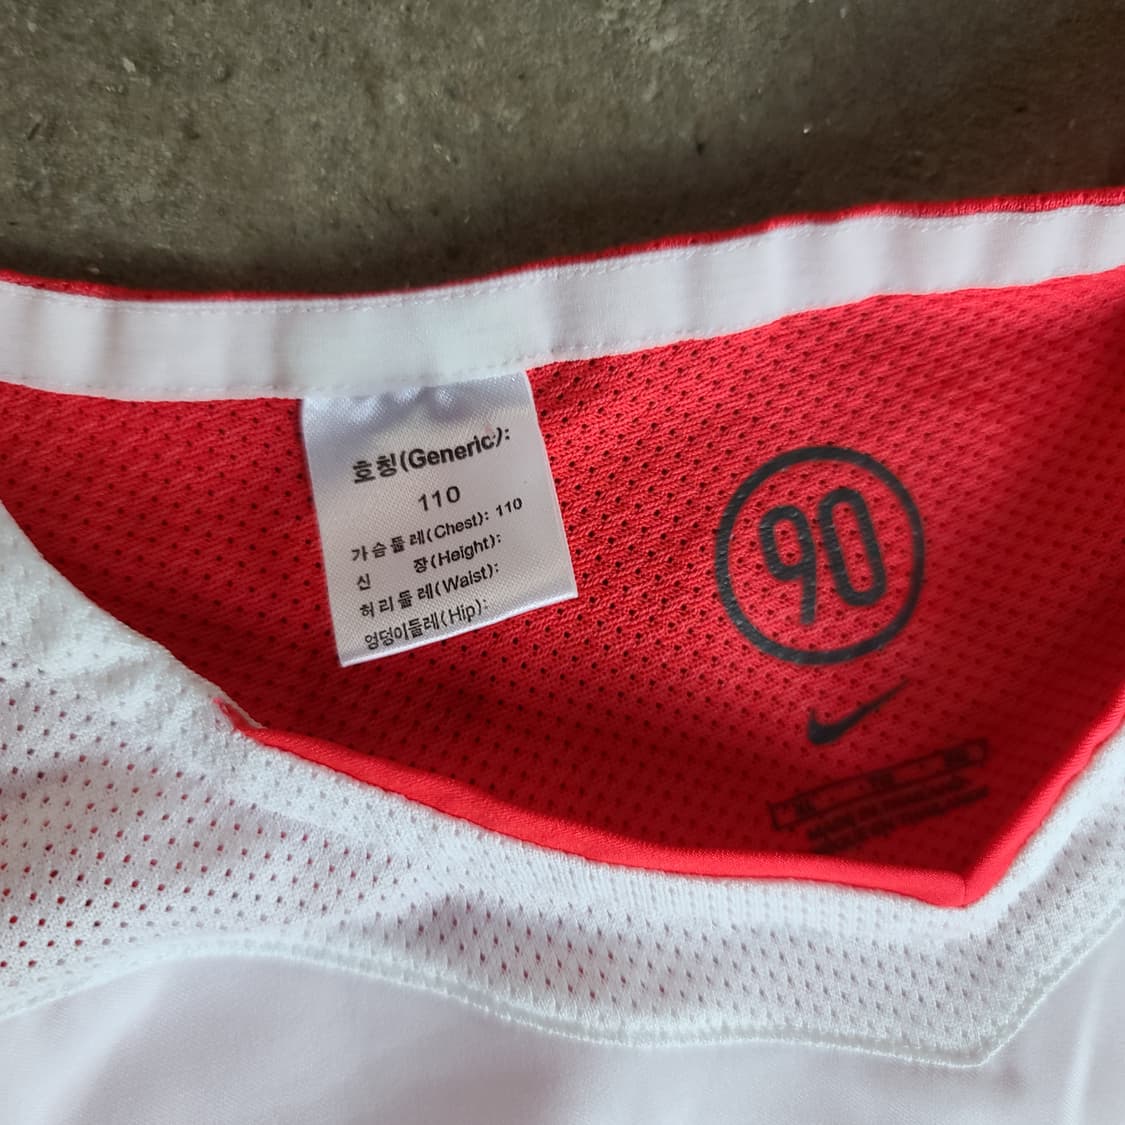 호칭(Generic):
110
가슴둘레(Chest): 110
신 장(Height):
허리둘레(Waist):
엉덩이둘레(Hip):
90